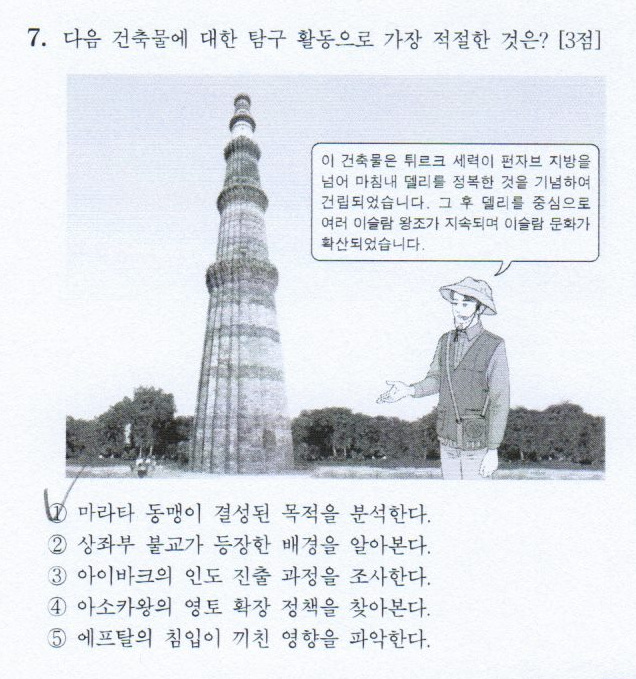 7. 다음 건축물에 대한 탐구 활동으로 가장 적절한 것은? [3점]
이 건축물은 튀르크 세력이 펀자브 지방을
넘어 마침내 델리를 정복한 것을 기념하여
건립되었습니다. 그 후 델리를 중심으로
여러 이슬람 왕조가 지속되며 이슬람 문화가
확산되었습니다.
① 마라타 동맹이 결성된 목적을 분석한다.
② 상좌부 불교가 등장한 배경을 알아본다.
③ 아이바크의 인도 진출 과정을 조사한다.
④ 아소카왕의 영토 확장 정책을 찾아본다.
⑤ 에프탈의 침입이 끼친 영향을 파악한다.